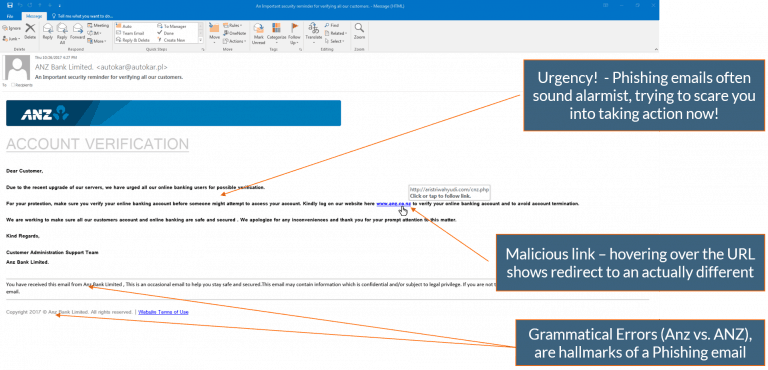 An Important security reminder for verifying all our customers. - Message (HTML)
File Message Tell me what you want to do...
Ignore
Junk
Delete
Reply Reply All Forward
Meeting
IM
More
Auto To Manager
Team Email Done
Reply & Delete Create New
Move
Rules
OneNote
Actions
Mark Unread Categories Follow Up
Translate
Find
Related
Select
Zoom
Delete Respond Quick Steps Move Tags Editing Zoom
Thu 10/26/2017 9:27 PM
ANZ Bank Limited. <autokar@autokar.pl>
An Important security reminder for verifying all our customers.
To Recipients
ANZ
ACCOUNT VERIFICATION
Dear Customer,
Due to the recent upgrade of our servers, we have urged all our online banking users for possible verification.
http://eristriwahyudi.com/cnz.php
Click or tap to follow link.
For your protection, make sure you verify your online banking account before someone might attempt to access your account. Kindly log on our website here www.anz.co.nz to verify your online banking account and to avoid account termination.
We are working to make sure all our customers account and online banking are safe and secured . We apologize for any inconveniences and thank you for your prompt attention to this matter.
Kind Regards,
Customer Administration Support Team
Anz Bank Limited.
You have received this email from Anz Bank Limited , This is an occasional email to help you stay safe and secured.This email may contain information which is confidential and/or subject to legal privilege. If you are not t
email.
Copyright 2017 © Anz Bank Limited. All rights reserved. | Website Terms of Use
Urgency! - Phishing emails often
sound alarmist, trying to scare you
into taking action now!
Malicious link – hovering over the URL
shows redirect to an actually different
Grammatical Errors (Anz vs. ANZ),
are hallmarks of a Phishing email